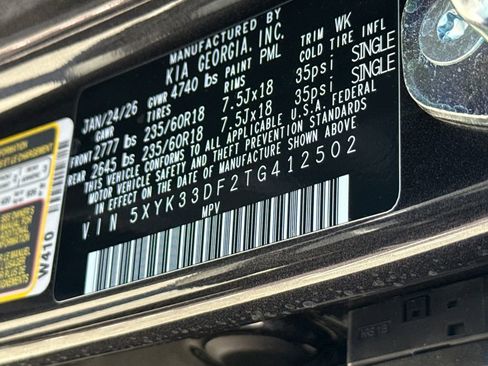 MANUFACTURED BY
KIA GEORGIA, INC.
JAN/24/26 GVWR 4740 lbs PAINT PML TRIM WK
GAWR TIRES RIMS COLD TIRE INFL
FRONT 2777 lbs 235/60R18 7.5Jx18 35psi SINGLE
REAR 2645 lbs 235/60R18 7.5Jx18 35psi SINGLE
THIS VEHICLE CONFORMS TO ALL APPLICABLE U.S. FEDERAL
MOTOR VEHICLE SAFETY AND THEFT PREVENTION
STANDARDS IN EFFECT ON THE DATE OF
MANUFACTURE SHOWN ABOVE
VIN 5XYK33DF2TG412502
MPV
W410